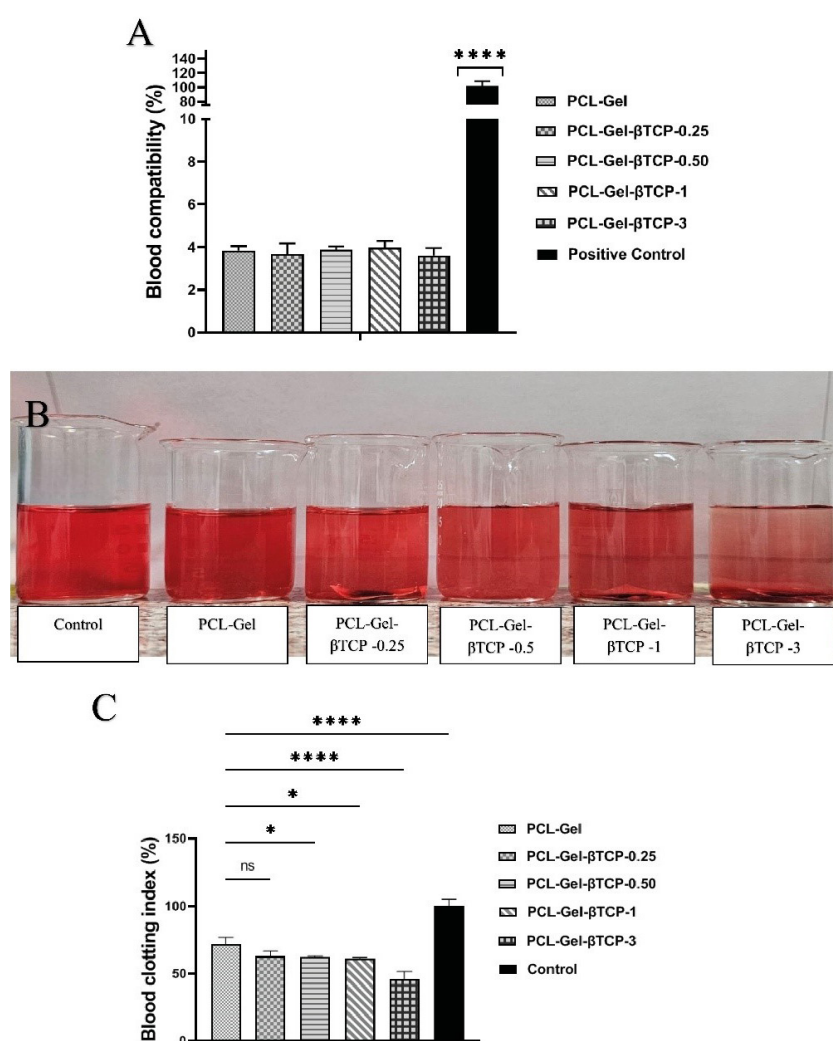 A
Blood compatibility (%)
140
120
100
80
10
8
6
4
2
0
****
PCL-Gel
PCL-Gel-βTCP-0.25
PCL-Gel-βTCP-0.50
PCL-Gel-βTCP-1
PCL-Gel-βTCP-3
Positive Control
B
Control
PCL-Gel
PCL-Gel-
βTCP -0.25
PCL-Gel-
βTCP -0.5
PCL-Gel-
βTCP -1
PCL-Gel-
βTCP -3
C
****
****
*
*
ns
Blood clotting index (%)
150
100
50
0
PCL-Gel
PCL-Gel-βTCP-0.25
PCL-Gel-βTCP-0.50
PCL-Gel-βTCP-1
PCL-Gel-βTCP-3
Control